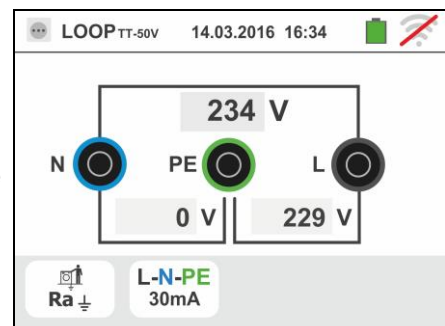 LOOP TT-50V 14.03.2016 16:34
234 V
N PE L
0 V 229 V
Ra L-N-PE
30mA